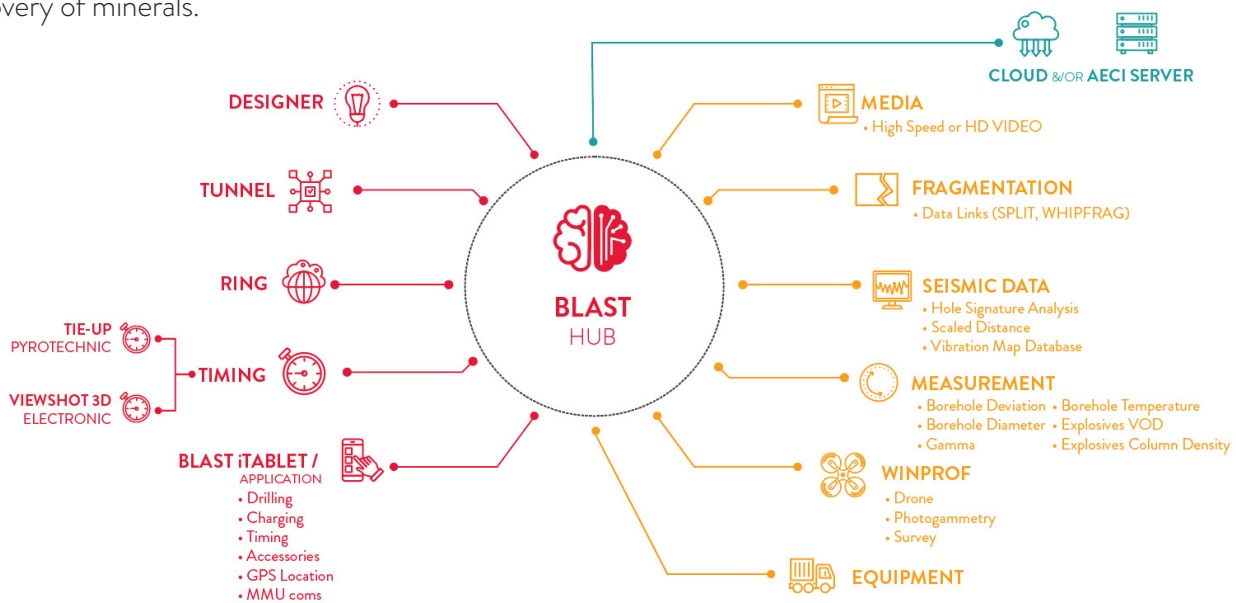 overy of minerals.
CLOUD &/OR AECI SERVER
DESIGNER
TUNNEL
RING
TIE-UP
PYROTECHNIC
TIMING
VIEWSHOT 3D
ELECTRONIC
BLAST iTABLET /
APPLICATION
• Drilling
• Charging
• Timing
• Accessories
• GPS Location
• MMU coms
BLAST
HUB
MEDIA
• High Speed or HD VIDEO
FRAGMENTATION
• Data Links (SPLIT, WHIPFRAG)
SEISMIC DATA
• Hole Signature Analysis
• Scaled Distance
• Vibration Map Database
MEASUREMENT
• Borehole Deviation • Borehole Temperature
• Borehole Diameter • Explosives VOD
• Gamma • Explosives Column Density
WINPROF
• Drone
• Photogammetry
• Survey
EQUIPMENT